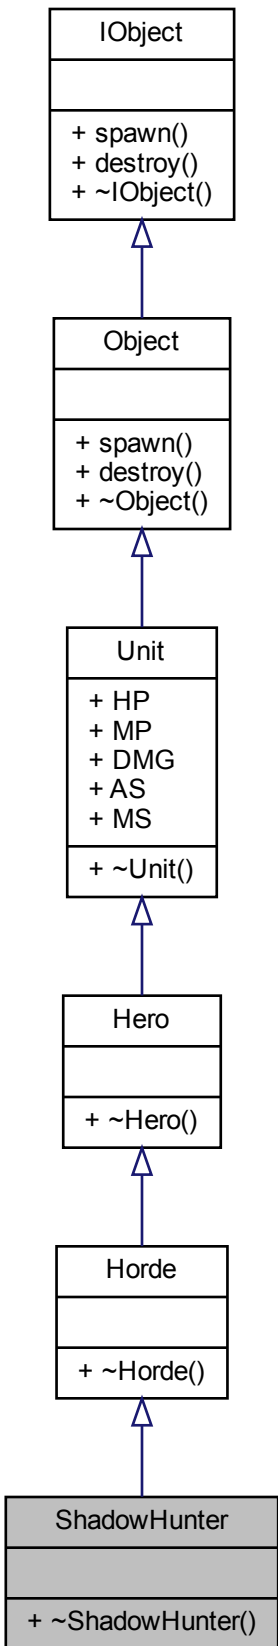 IObject
+ spawn()
+ destroy()
+ ~IObject()
Object
+ spawn()
+ destroy()
+ ~Object()
Unit
+ HP
+ MP
+ DMG
+ AS
+ MS
+ ~Unit()
Hero
+ ~Hero()
Horde
+ ~Horde()
ShadowHunter
+ ~ShadowHunter()